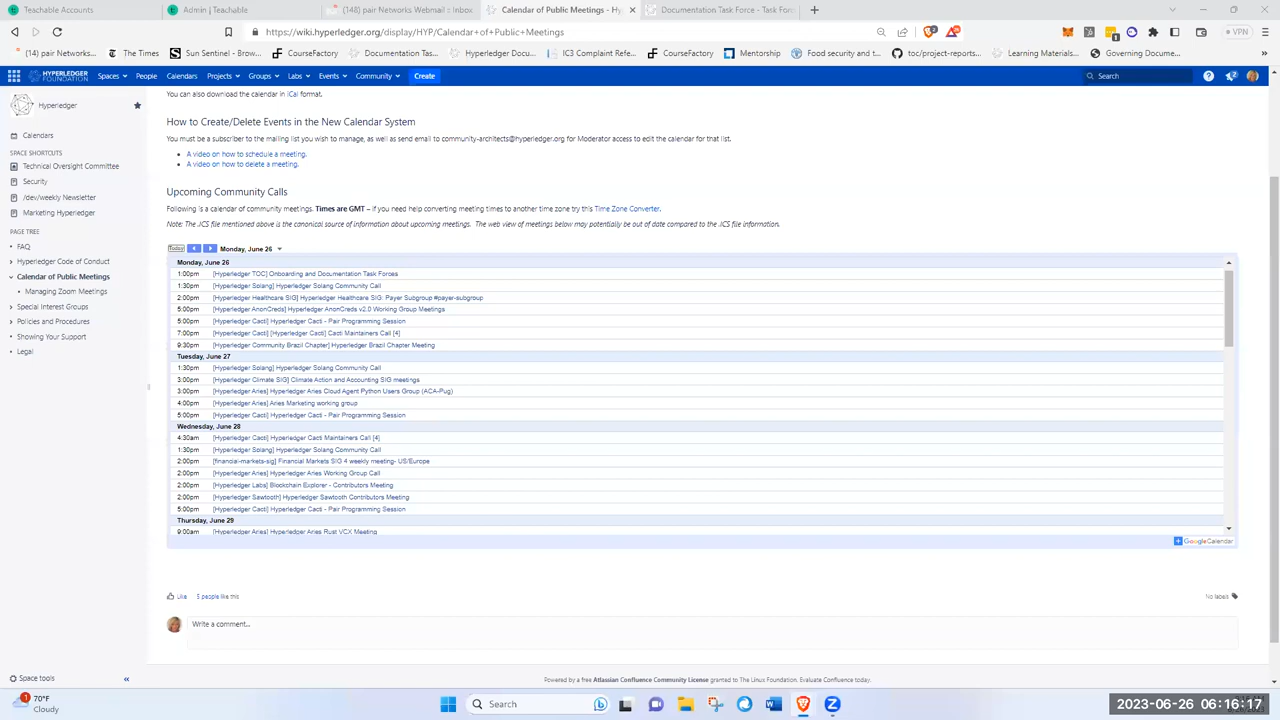 Teachable Accounts
Admin | Teachable
(148) pair Networks Webmail :: Inbox
Calendar of Public Meetings - Hy
Documentation Task Force - Task Forc
https://wiki.hyperledger.org/display/HYP/Calendar+of+Public+Meetings
VPN
(14) pair Networks...
The Times
Sun Sentinel - Brow...
CourseFactory
Documentation Tas...
Hyperledger Docu...
IC3 Complaint Refe...
CourseFactory
Mentorship
Food security and t...
toc/project-reports...
Learning Materials...
Governing Docume...
HYPERLEDGER FOUNDATION
Spaces
People
Calendars
Projects
Groups
Labs
Events
Community
Create
Search
Hyperledger
Calendars
SPACE SHORTCUTS
Technical Oversight Committee
Security
/dev/weekly Newsletter
Marketing Hyperledger
PAGE TREE
FAQ
Hyperledger Code of Conduct
Calendar of Public Meetings
Managing Zoom Meetings
Special Interest Groups
Policies and Procedures
Showing Your Support
Legal
Space tools
You can also download the calendar in iCal format.
How to Create/Delete Events in the New Calendar System
You must be a subscriber to the mailing list you wish to manage, as well as send email to community-architects@hyperledger.org for Moderator access to edit the calendar for that list.
A video on how to schedule a meeting.
A video on how to delete a meeting.
Upcoming Community Calls
Following is a calendar of community meetings. Times are GMT – if you need help converting meeting times to another time zone try this Time Zone Converter.
Note: The .ICS file mentioned above is the canonical source of information about upcoming meetings. The web view of meetings below may potentially be out of date compared to the .ICS file information.
Today Monday, June 26
Monday, June 26
1:00pm [Hyperledger TOC] Onboarding and Documentation Task Forces
1:30pm [Hyperledger Solang] Hyperledger Solang Community Call
2:00pm [Hyperledger Healthcare SIG] Hyperledger Healthcare SIG: Payer Subgroup #payer-subgroup
5:00pm [Hyperledger AnonCreds] Hyperledger AnonCreds v2.0 Working Group Meetings
5:00pm [Hyperledger Cacti] Hyperledger Cacti - Pair Programming Session
7:00pm [Hyperledger Cacti] [Hyperledger Cacti] Cacti Maintainers Call [4]
9:30pm [Hyperledger Community Brazil Chapter] Hyperledger Brazil Chapter Meeting
Tuesday, June 27
1:30pm [Hyperledger Solang] Hyperledger Solang Community Call
3:00pm [Hyperledger Climate SIG] Climate Action and Accounting SIG meetings
3:00pm [Hyperledger Aries] Hyperledger Aries Cloud Agent Python Users Group (ACA-Pug)
4:00pm [Hyperledger Aries] Aries Marketing working group
5:00pm [Hyperledger Cacti] Hyperledger Cacti - Pair Programming Session
Wednesday, June 28
4:30am [Hyperledger Cacti] Hyperledger Cacti Maintainers Call [4]
1:30pm [Hyperledger Solang] Hyperledger Solang Community Call
2:00pm [financial-markets-sig] Financial Markets SIG 4 weekly meeting- US/Europe
2:00pm [Hyperledger Aries] Hyperledger Aries Working Group Call
2:00pm [Hyperledger Labs] Blockchain Explorer - Contributors Meeting
2:00pm [Hyperledger Sawtooth] Hyperledger Sawtooth Contributors Meeting
5:00pm [Hyperledger Cacti] Hyperledger Cacti - Pair Programming Session
Thursday, June 29
9:00am [Hyperledger Aries] Hyperledger Aries Rust VCX Meeting
GoogleCalendar
Like 5 people like this
No labels
Write a comment...
Powered by a free Atlassian Confluence Community License granted to The Linux Foundation. Evaluate Confluence today.
1
70°F
Cloudy
Search
2023-06-26 06:16:17